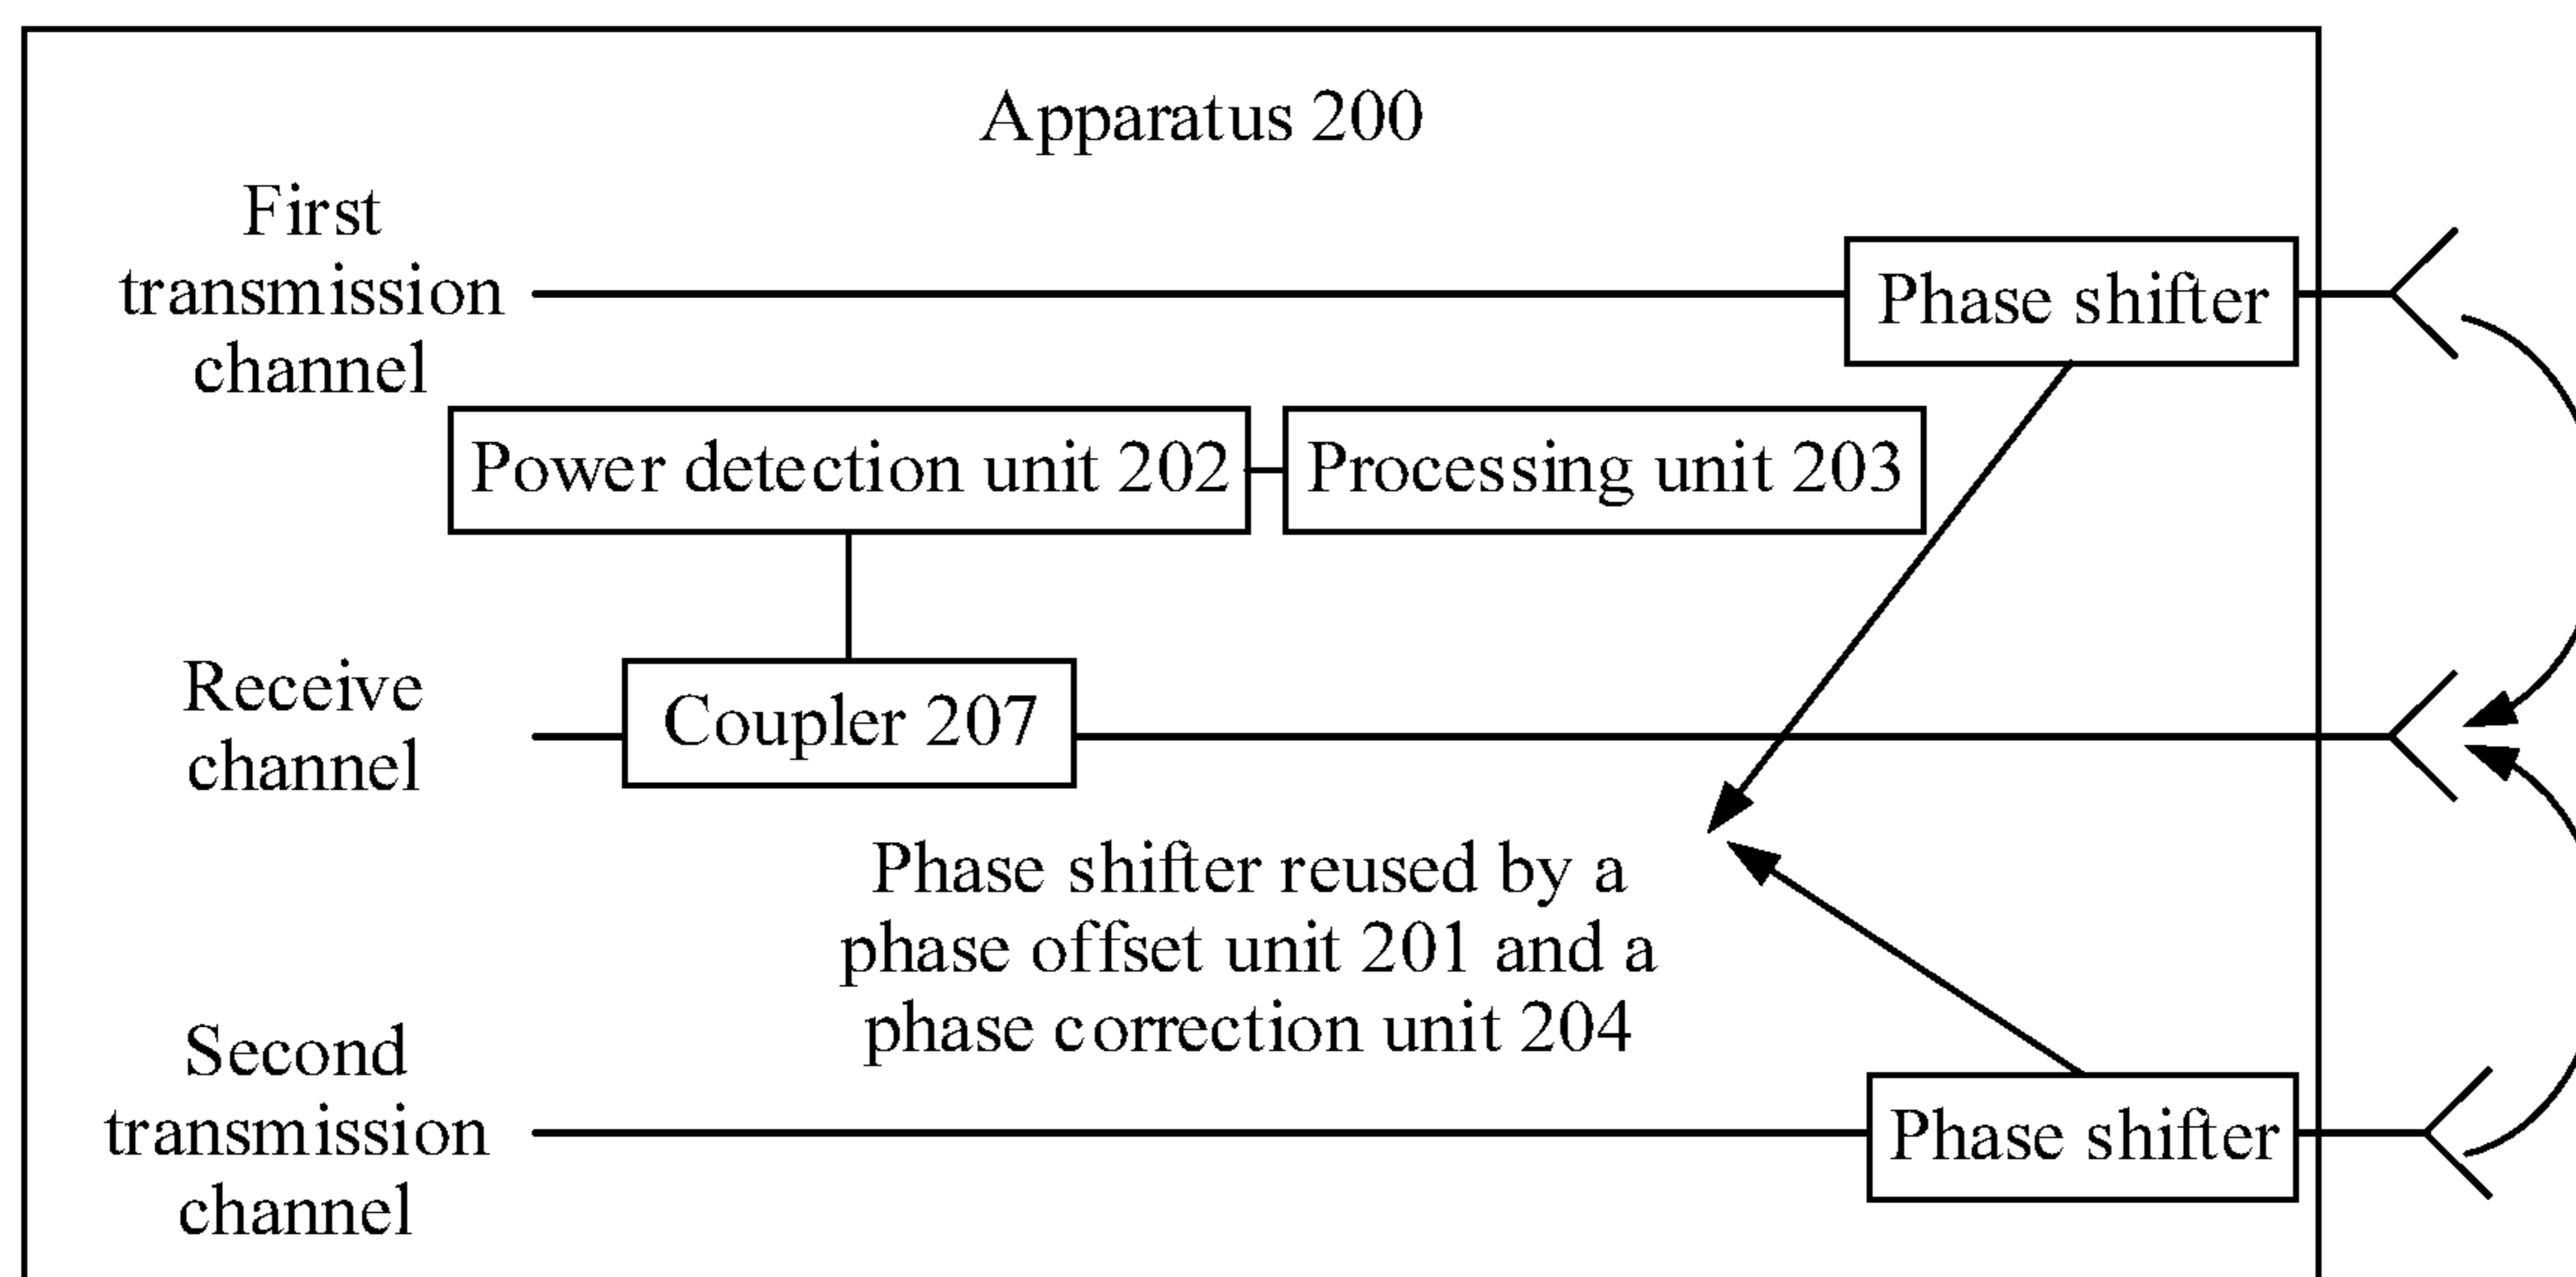 Apparatus 200
First
transmission
channel
Phase shifter
Power detection unit 202
Processing unit 203
Receive
channel
Coupler 207
Phase shifter reused by a
phase offset unit 201 and a
phase correction unit 204
Second
transmission
channel
Phase shifter